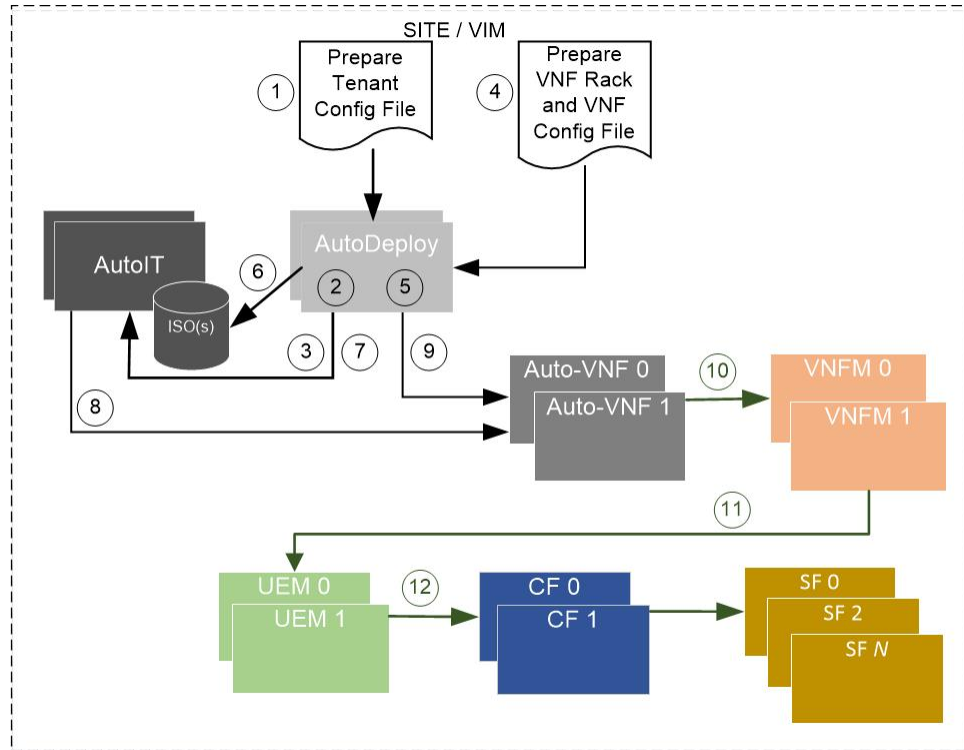 SITE / VIM
1
Prepare
Tenant
Config File
4
Prepare
VNF Rack
and VNF
Config File
AutoIT
ISO(s)
6
AutoDeploy
2
5
3
7
9
8
Auto-VNF 0
Auto-VNF 1
10
VNFM 0
VNFM 1
11
UEM 0
UEM 1
12
CF 0
CF 1
SF 0
SF 2
SF N